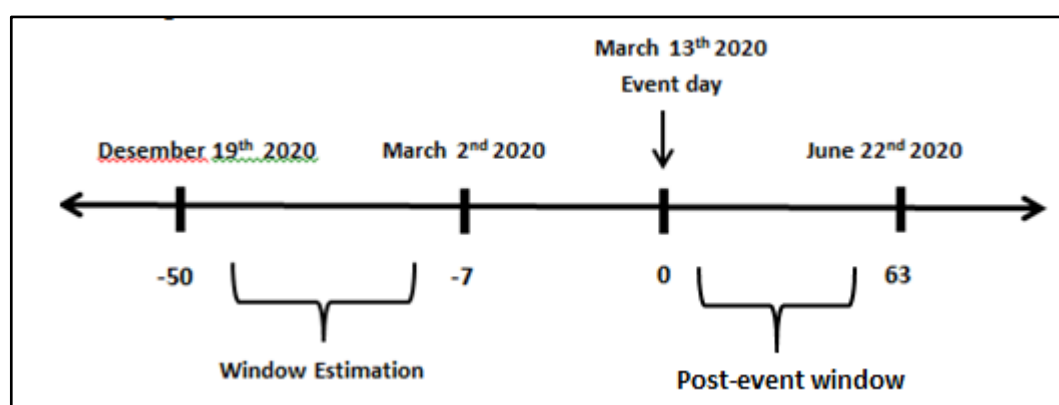 March 13th 2020
Event day
Desember 19th 2020
March 2nd 2020
June 22nd 2020
-50
-7
0
63
Window Estimation
Post-event window